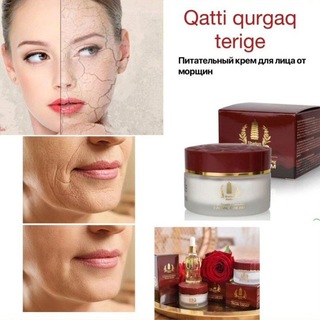 Qatti qurgaq
terige
Питательный крем для лица от
морщин